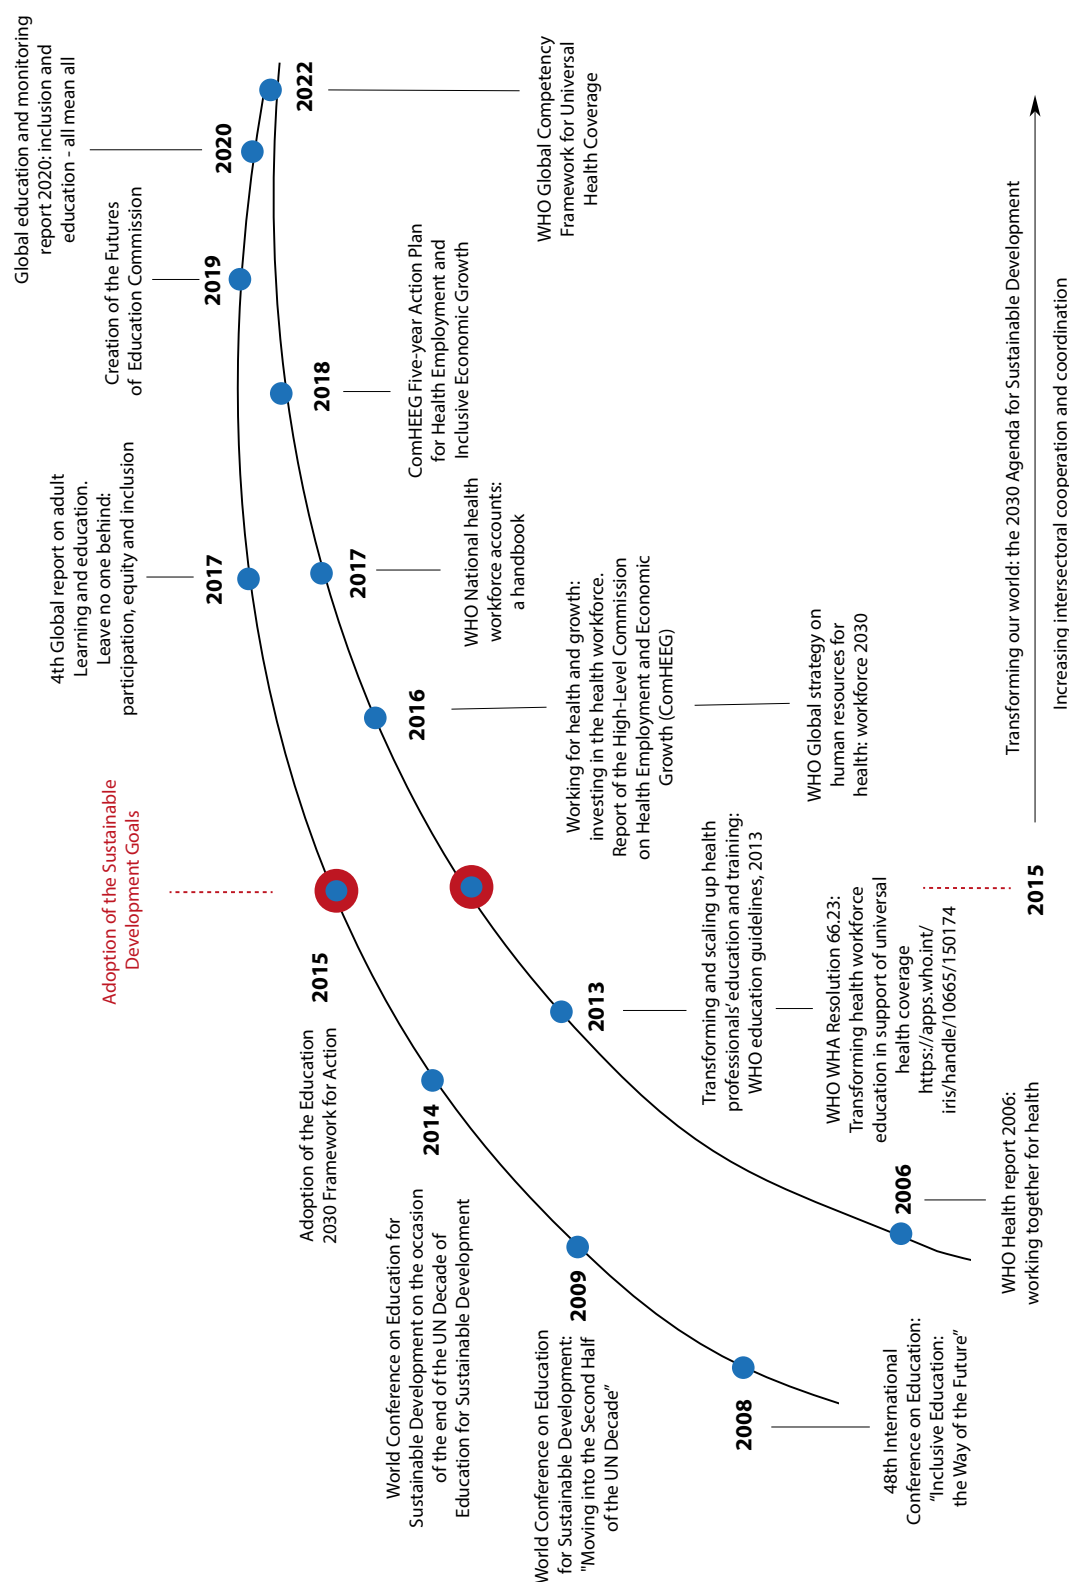 48th International
Conference on Education:
“Inclusive Education:
the Way of the Future”
2008
World Conference on Education
for Sustainable Development:
"Moving into the Second Half
of the UN Decade”
2009
World Conference on Education for
Sustainable Development on the occasion
of the end of the UN Decade of
Education for Sustainable Development
2014
Adoption of the Education
2030 Framework for Action
2015
Adoption of the Sustainable
Development Goals
4th Global report on adult
Learning and education.
Leave no one behind:
participation, equity and inclusion
2017
Creation of the Futures
of Education Commission
2019
Global education and monitoring
report 2020: inclusion and
education - all mean all
2020
2022
WHO Global Competency
Framework for Universal
Health Coverage
2018
ComHEEG Five-year Action Plan
for Health Employment and
Inclusive Economic Growth
2017
WHO National health
workforce accounts:
a handbook
2016
Working for health and growth:
investing in the health workforce.
Report of the High-Level Commission
on Health Employment and Economic
Growth (ComHEEG)
WHO Global strategy on
human resources for
health: workforce 2030
2013
Transforming and scaling up health
professionals’ education and training:
WHO education guidelines, 2013
WHO WHA Resolution 66.23:
Transforming health workforce
education in support of universal
health coverage
https://apps.who.int/
iris/handle/10665/150174
2006
WHO Health report 2006:
working together for health
2015
Transforming our world: the 2030 Agenda for Sustainable Development
Increasing intersectoral cooperation and coordination